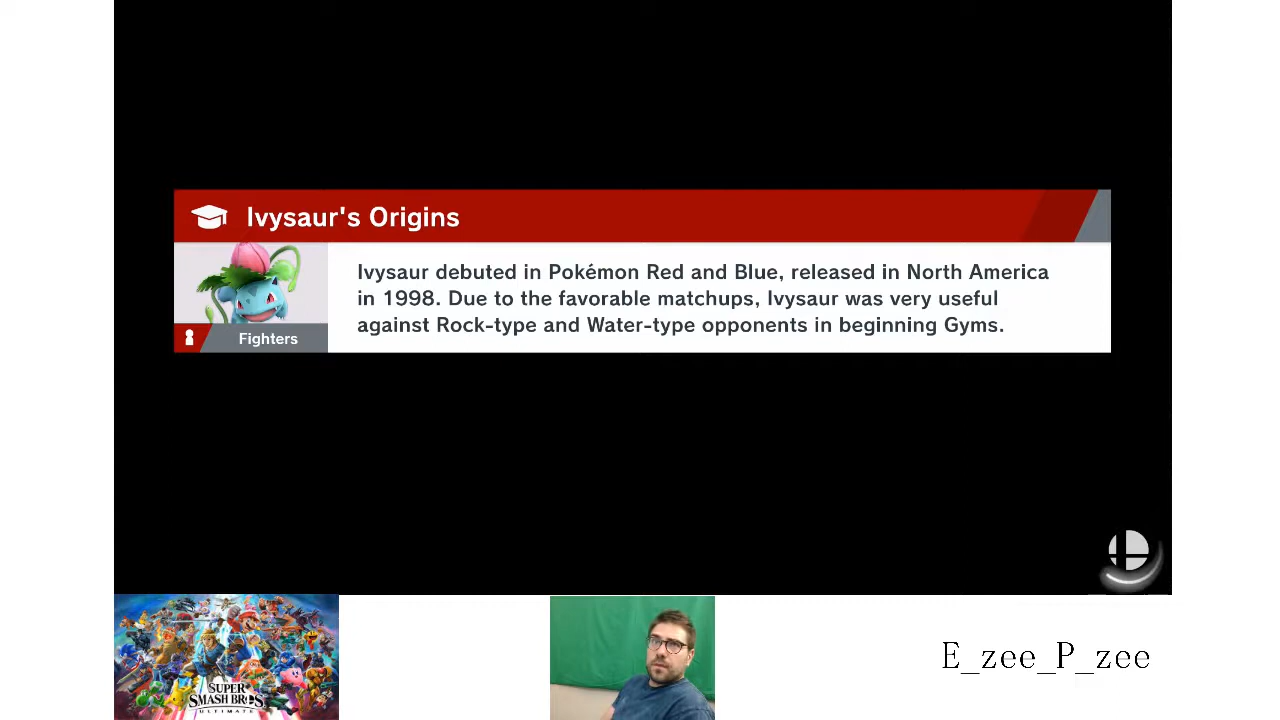 Ivysaur's Origins
Ivysaur debuted in Pokémon Red and Blue, released in North America
in 1998. Due to the favorable matchups, Ivysaur was very useful
against Rock-type and Water-type opponents in beginning Gyms.
Fighters
SUPER
SMASH BROS.
ULTIMATE
E_zee_P_zee